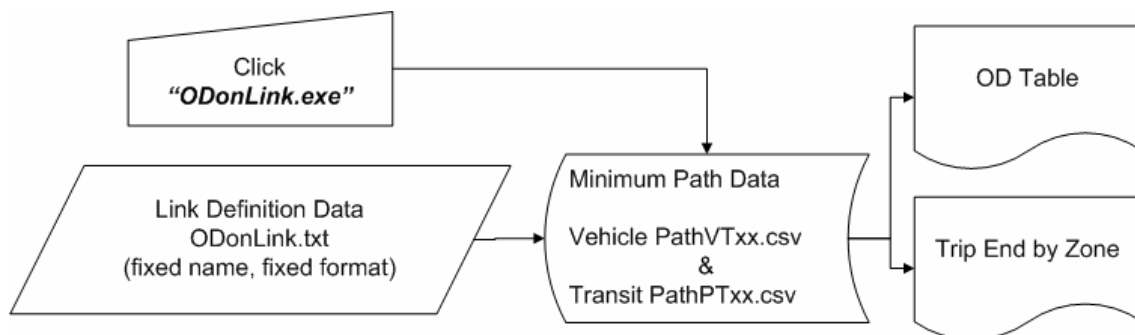 Click
“ODonLink.exe”
Link Definition Data
ODonLink.txt
(fixed name, fixed format)
Minimum Path Data
Vehicle PathVTxx.csv
&
Transit PathPTxx.csv
OD Table
Trip End by Zone